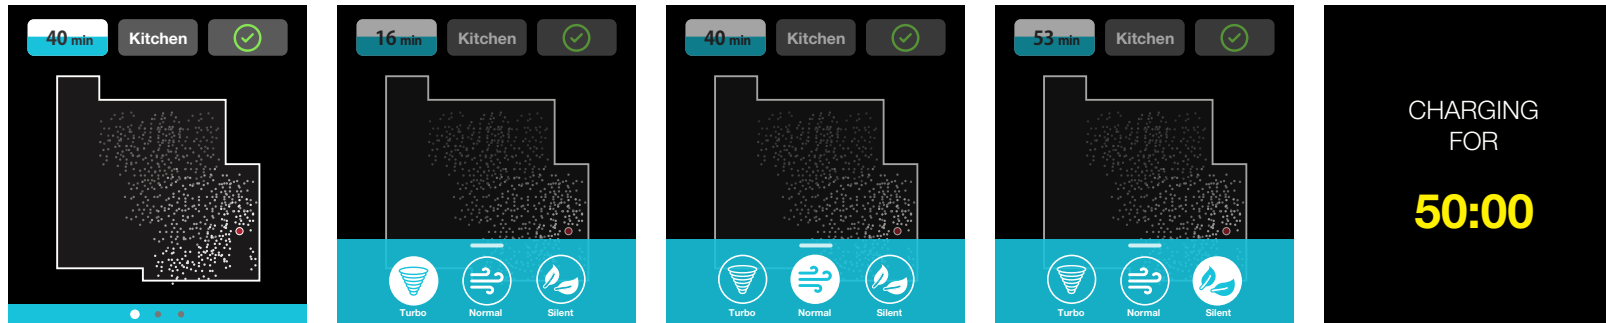 40 min Kitchen
16 min Kitchen
Turbo Normal Silent
40 min Kitchen
Turbo Normal Silent
53 min Kitchen
Turbo Normal Silent
CHARGING
FOR
50:00